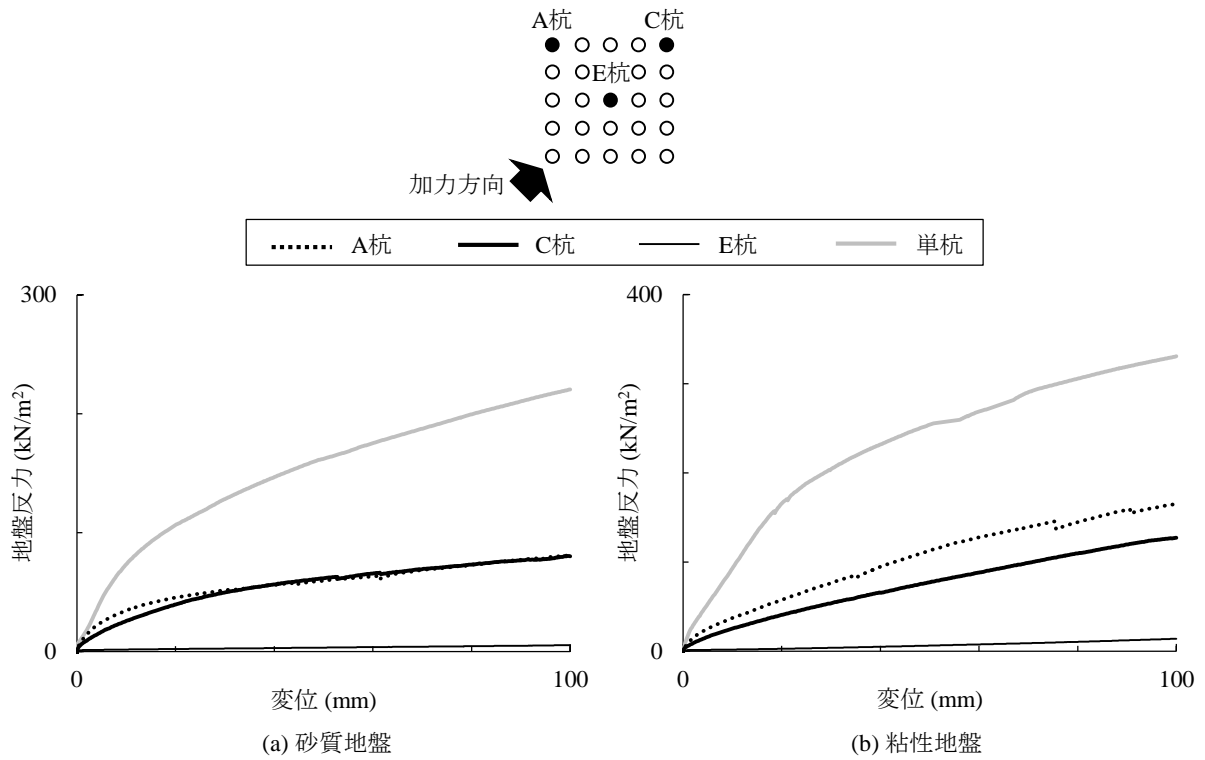 A杭 C杭
E杭
加力方向
A杭 C杭 E杭 単杭
300
0
地盤反力 (kN/m²)
0 100
変位 (mm)
(a) 砂質地盤
400
0
地盤反力 (kN/m²)
0 100
変位 (mm)
(b) 粘性地盤